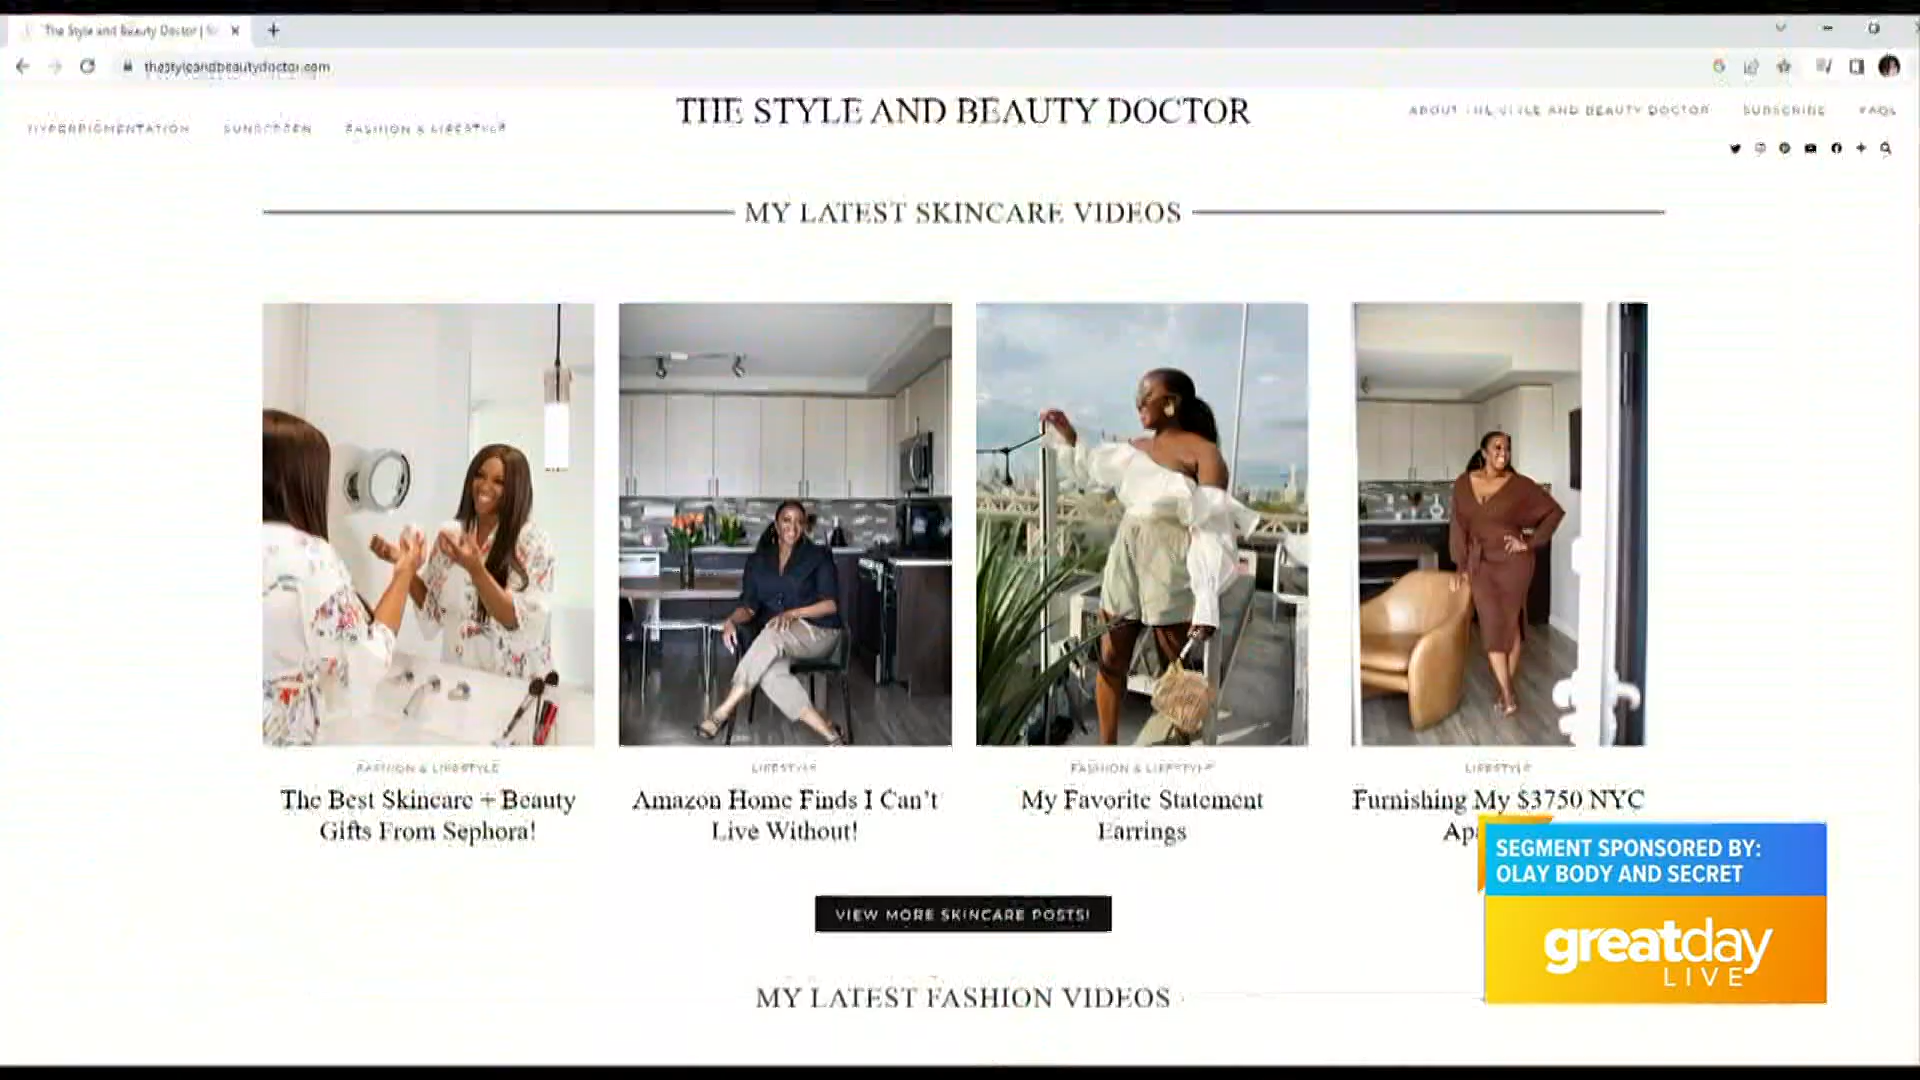 The Style and Beauty Doctor |
thestyleandbeautydoctor.com
HYPERPIGMENTATION
SUNSCREEN
FASHION & LIFESTYLE
THE STYLE AND BEAUTY DOCTOR
ABOUT THE STYLE AND BEAUTY DOCTOR
SUBSCRIBE
FAQS
MY LATEST SKINCARE VIDEOS
FASHION & LIFESTYLE
The Best Skincare + Beauty
Gifts From Sephora!
LIFESTYLE
Amazon Home Finds I Can't
Live Without!
FASHION & LIFESTYLE
My Favorite Statement
Earrings
LIFESTYLE
Furnishing My $3750 NYC
VIEW MORE SKINCARE POSTS!
MY LATEST FASHION VIDEOS
SEGMENT SPONSORED BY:
OLAY BODY AND SECRET
greatday
LIVE